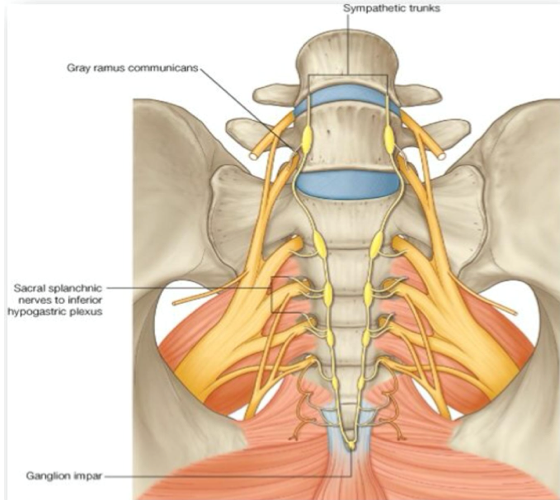 Sympathetic trunks
Gray ramus communicans
Sacral splanchnic
nerves to inferior
hypogastric plexus
Ganglion impar